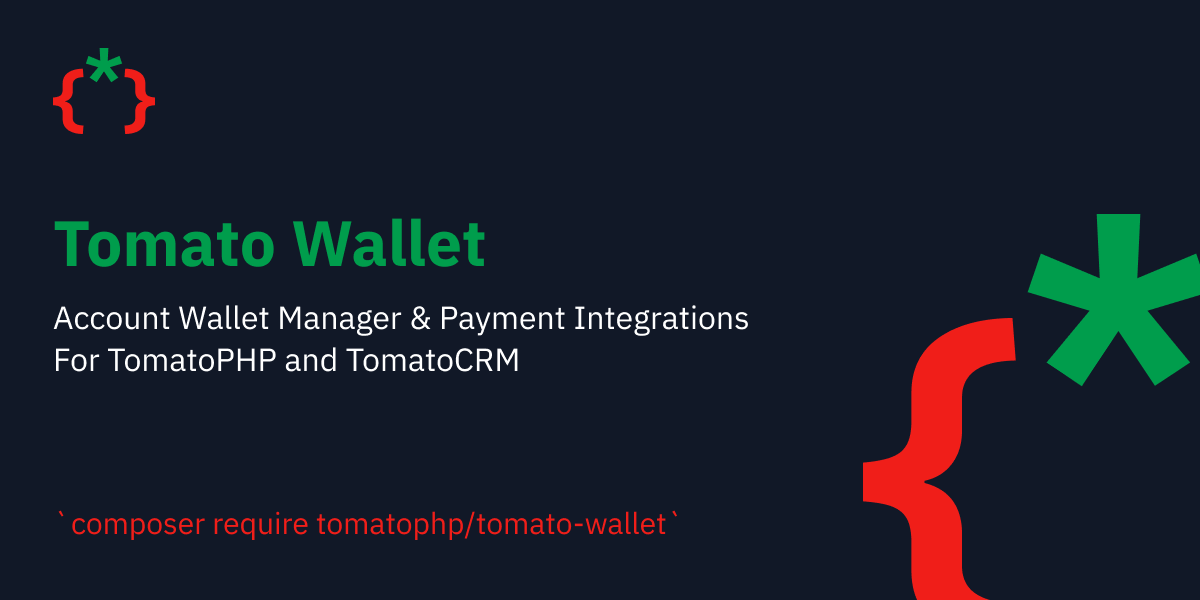 {*}
Tomato Wallet
Account Wallet Manager & Payment Integrations
For TomatoPHP and TomatoCRM
`composer require tomatophp/tomato-wallet`